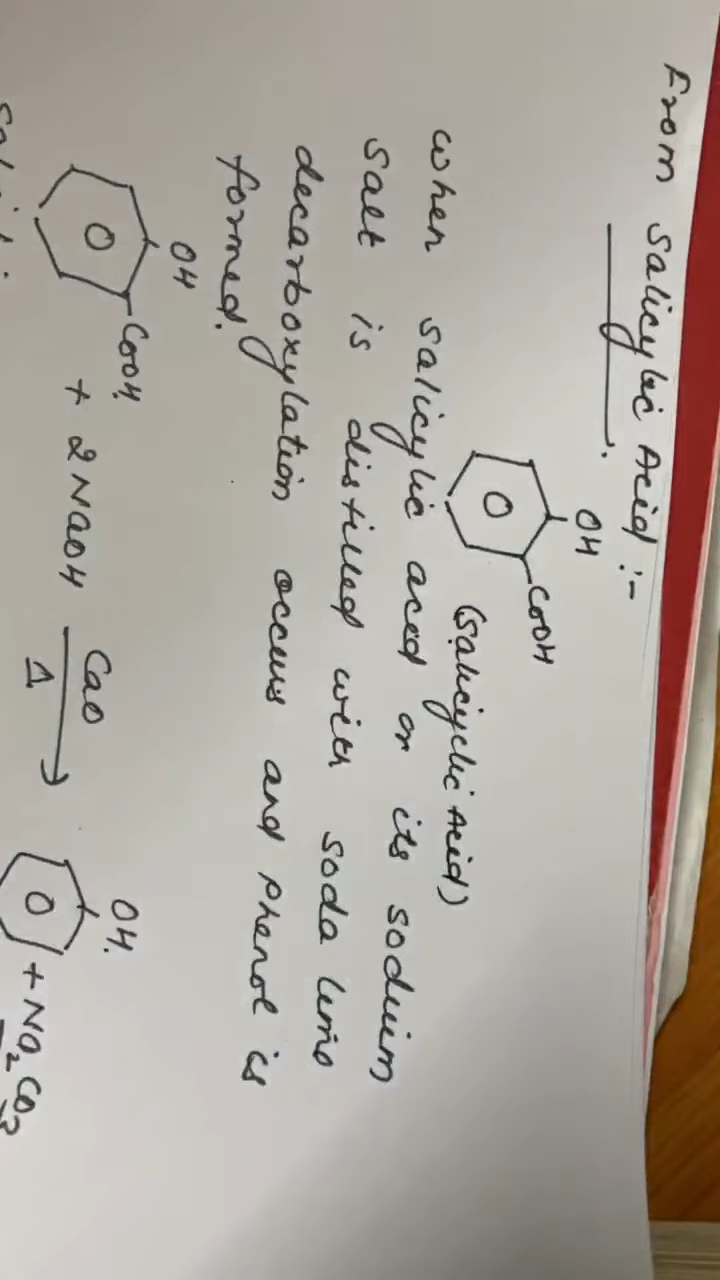 From Salicylic Acid :-
OH
COOH
(Salicyclic Acid)
when salicylic acid or its sodium
salt is distilled with soda lime
decarboxylation occurs and phenol is
formed.
OH
COOH
+ 2NaOH CaO Δ
OH.
+ Na2CO3